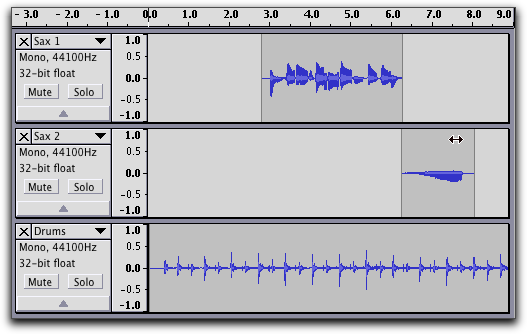 - 3.0 - 2.0 - 1.0 0.0 1.0 2.0 3.0 4.0 5.0 6.0 7.0 8.0 9.0
X Sax 1
Mono, 44100Hz
32-bit float
Mute Solo
1.0
0.5
0.0
-0.5
-1.0
X Sax 2
Mono, 44100Hz
32-bit float
Mute Solo
1.0
0.5
0.0
-0.5
-1.0
X Drums
Mono, 44100Hz
32-bit float
Mute Solo
1.0
0.5
0.0
-0.5
-1.0